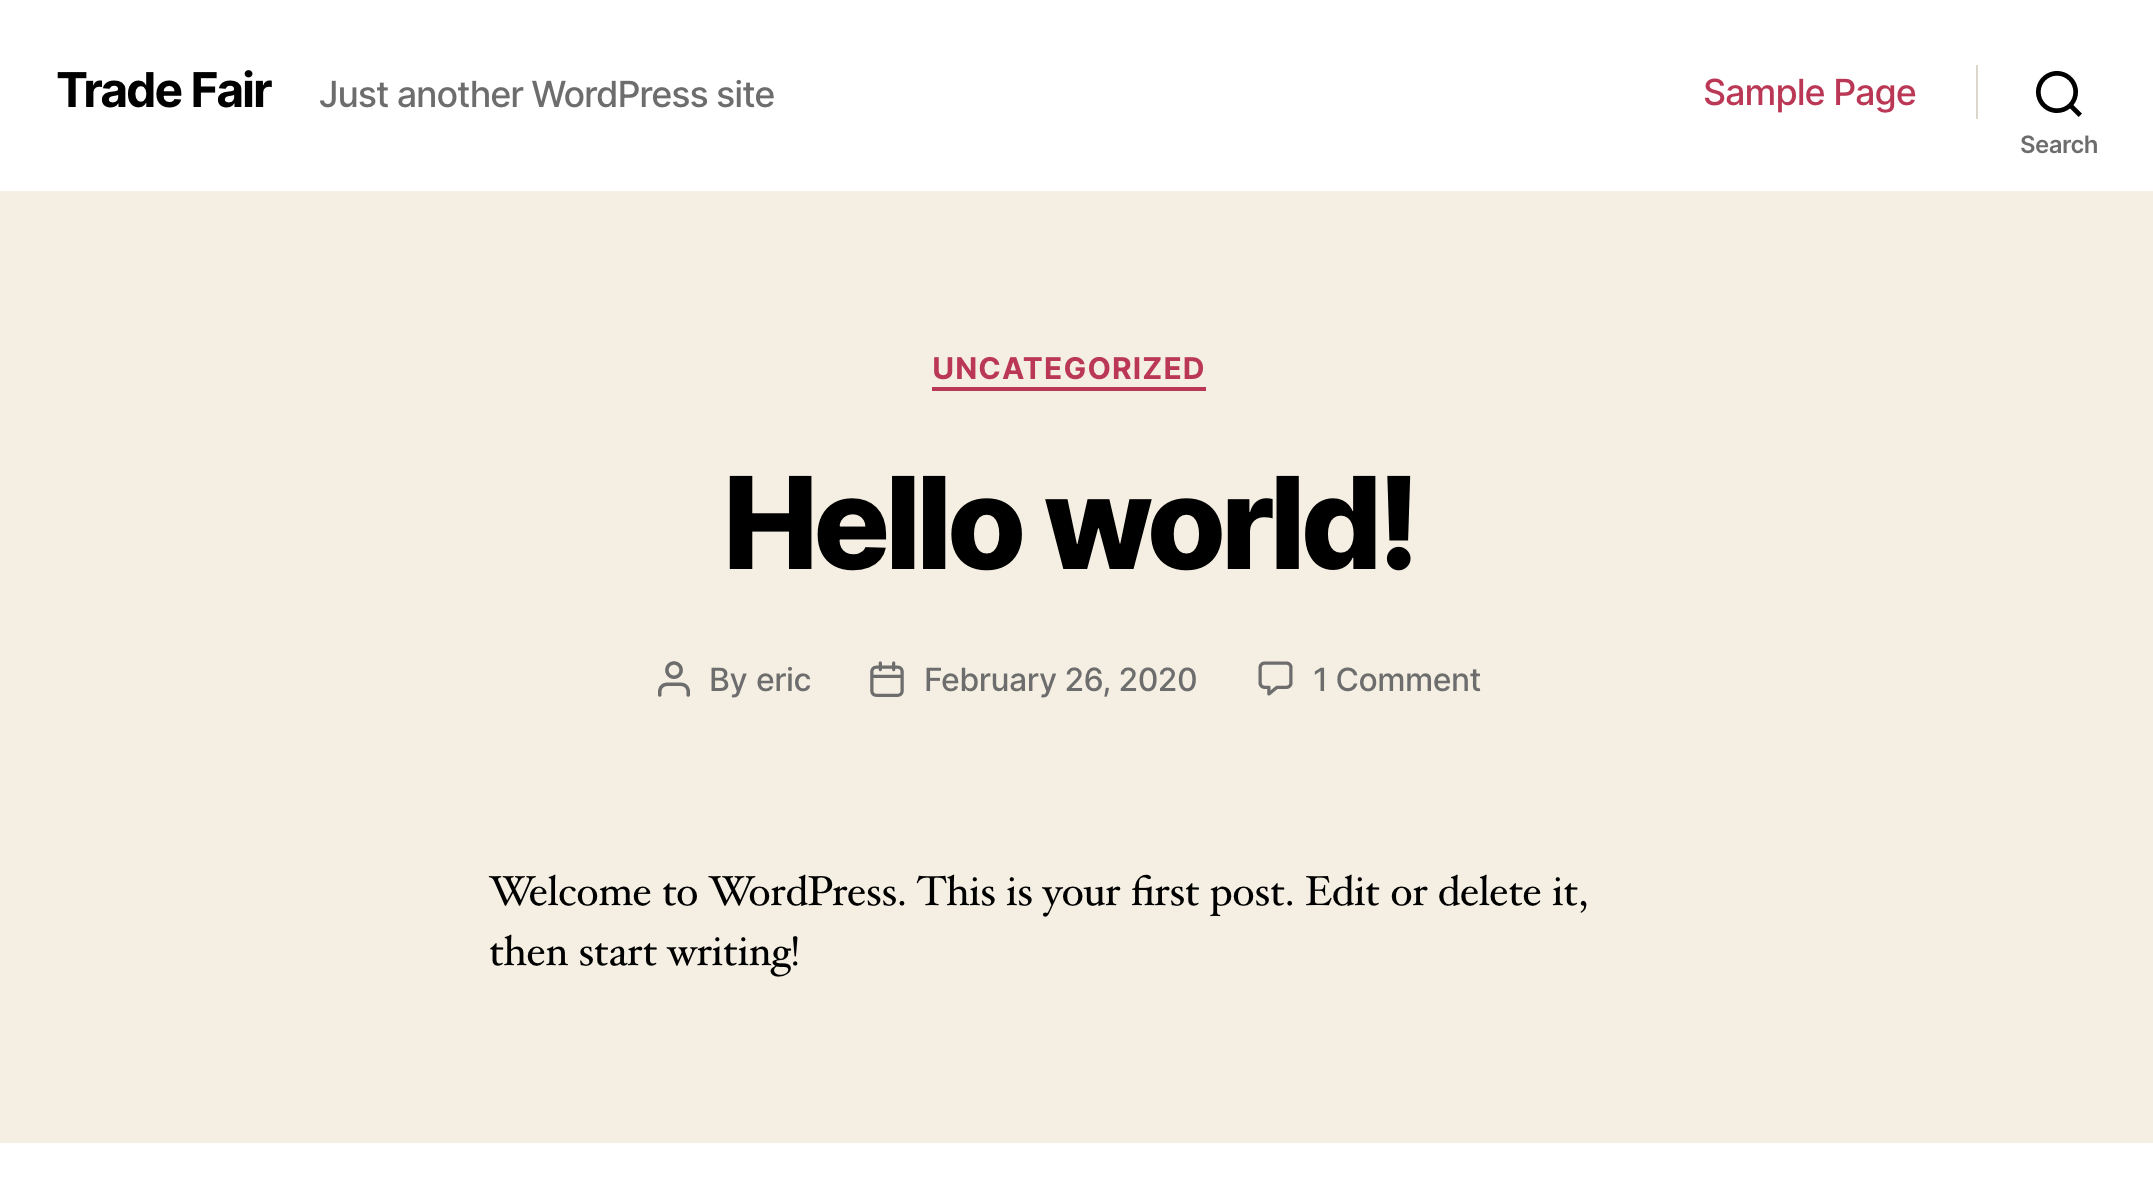 Trade Fair
Just another WordPress site
Sample Page
Search
UNCATEGORIZED
Hello world!
By eric
February 26, 2020
1 Comment
Welcome to WordPress. This is your first post. Edit or delete it,
then start writing!